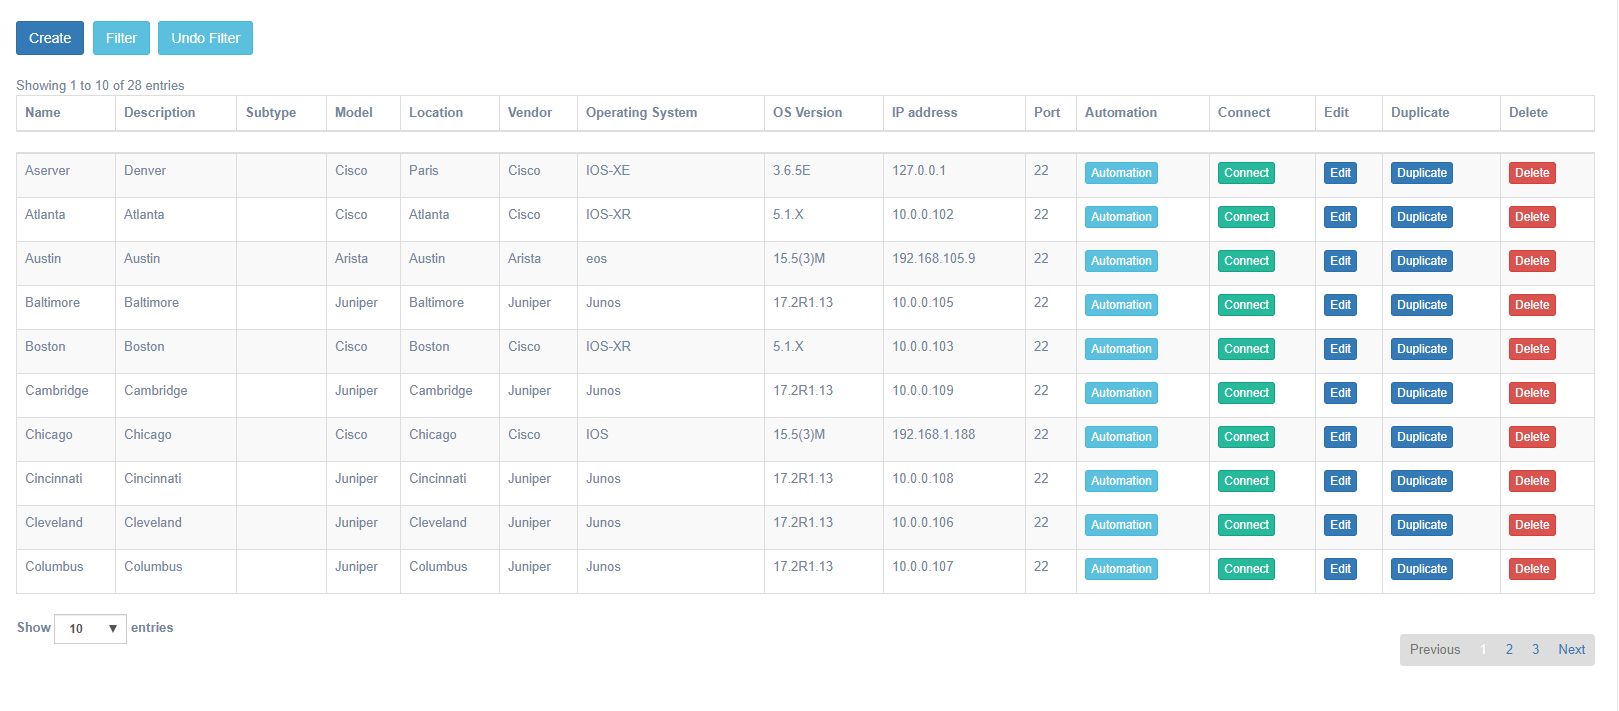 Create Filter Undo Filter
Showing 1 to 10 of 28 entries
Name Description Subtype Model Location Vendor Operating System OS Version IP address Port Automation Connect Edit Duplicate Delete
Aserver Denver Cisco Paris Cisco IOS-XE 3.6.5E 127.0.0.1 22 Automation Connect Edit Duplicate Delete
Atlanta Atlanta Cisco Atlanta Cisco IOS-XR 5.1.X 10.0.0.102 22 Automation Connect Edit Duplicate Delete
Austin Austin Arista Austin Arista eos 15.5(3)M 192.168.105.9 22 Automation Connect Edit Duplicate Delete
Baltimore Baltimore Juniper Baltimore Juniper Junos 17.2R1.13 10.0.0.105 22 Automation Connect Edit Duplicate Delete
Boston Boston Cisco Boston Cisco IOS-XR 5.1.X 10.0.0.103 22 Automation Connect Edit Duplicate Delete
Cambridge Cambridge Juniper Cambridge Juniper Junos 17.2R1.13 10.0.0.109 22 Automation Connect Edit Duplicate Delete
Chicago Chicago Cisco Chicago Cisco IOS 15.5(3)M 192.168.1.188 22 Automation Connect Edit Duplicate Delete
Cincinnati Cincinnati Juniper Cincinnati Juniper Junos 17.2R1.13 10.0.0.108 22 Automation Connect Edit Duplicate Delete
Cleveland Cleveland Juniper Cleveland Juniper Junos 17.2R1.13 10.0.0.106 22 Automation Connect Edit Duplicate Delete
Columbus Columbus Juniper Columbus Juniper Junos 17.2R1.13 10.0.0.107 22 Automation Connect Edit Duplicate Delete
Show 10 entries
Previous 1 2 3 Next